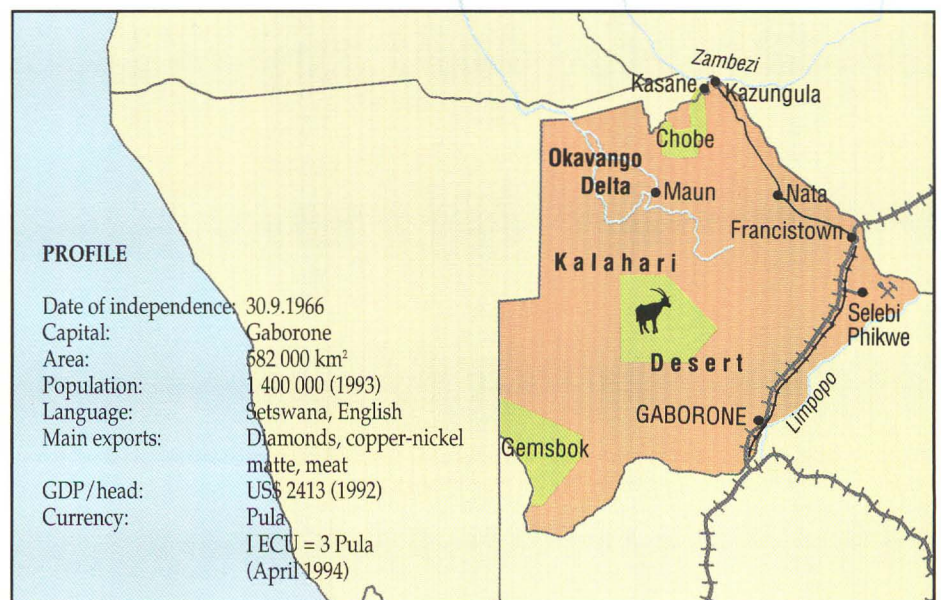 Zambezi
Kasane
Kazungula
Chobe
Okavango
Delta
Maun
Nata
Francistown
Kalahari
Selebi
Phikwe
Desert
Limpopo
GABORONE
Gemsbok
PROFILE
Date of independence: 30.9.1966
Capital: Gaborone
Area: 582 000 km²
Population: 1 400 000 (1993)
Language: Setswana, English
Main exports: Diamonds, copper-nickel
matte, meat
GDP/head: US$ 2413 (1992)
Currency: Pula
I ECU = 3 Pula
(April 1994)